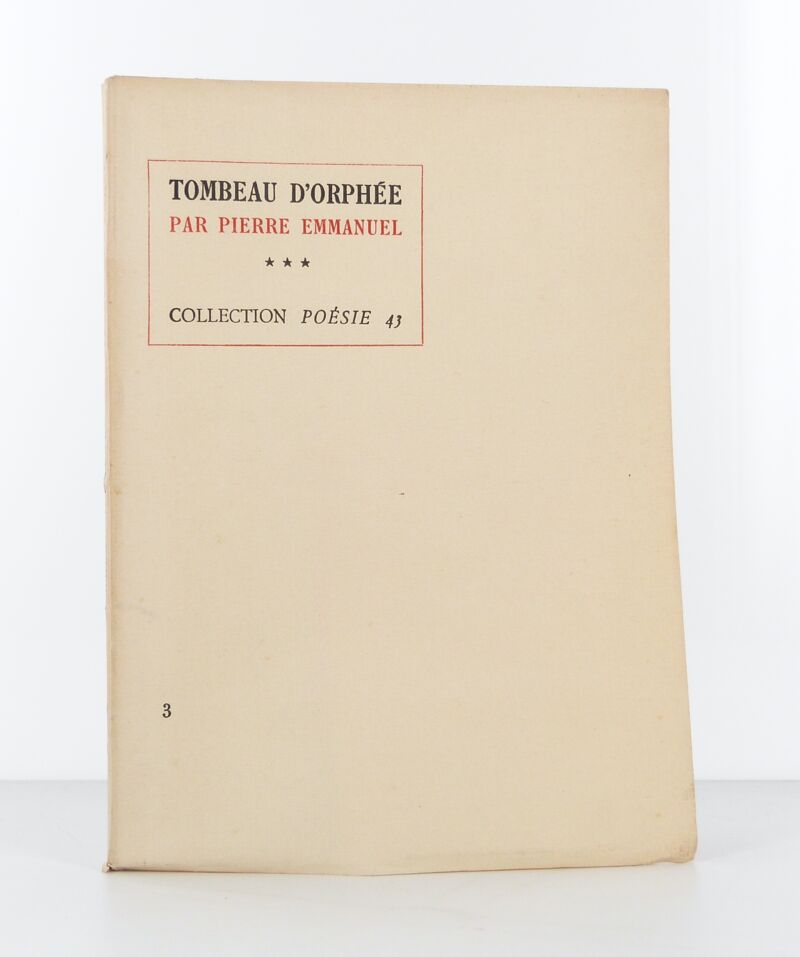 TOMBEAU D'ORPHÉE
PAR PIERRE EMMANUEL
★ ★ ★
COLLECTION POÉSIE 43
3